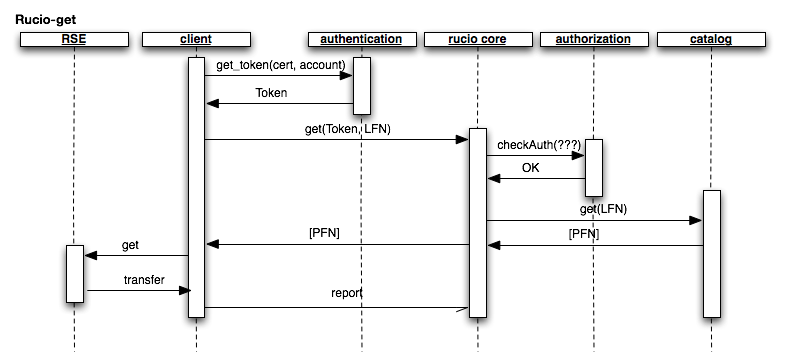 Rucio-get
RSE
client
authentication
rucio core
authorization
catalog
get_token(cert, account)
Token
get(Token, LFN)
checkAuth(???)
OK
get(LFN)
[PFN]
[PFN]
get
transfer
report